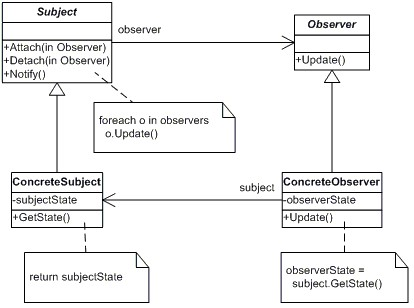 Subject
+Attach(in Observer)
+Detach(in Observer)
+Notify()
observer
Observer
+Update()
foreach o in observers
o.Update()
ConcreteSubject
-subjectState
+GetState()
subject
ConcreteObserver
-observerState
+Update()
return subjectState
observerState =
subject.GetState()